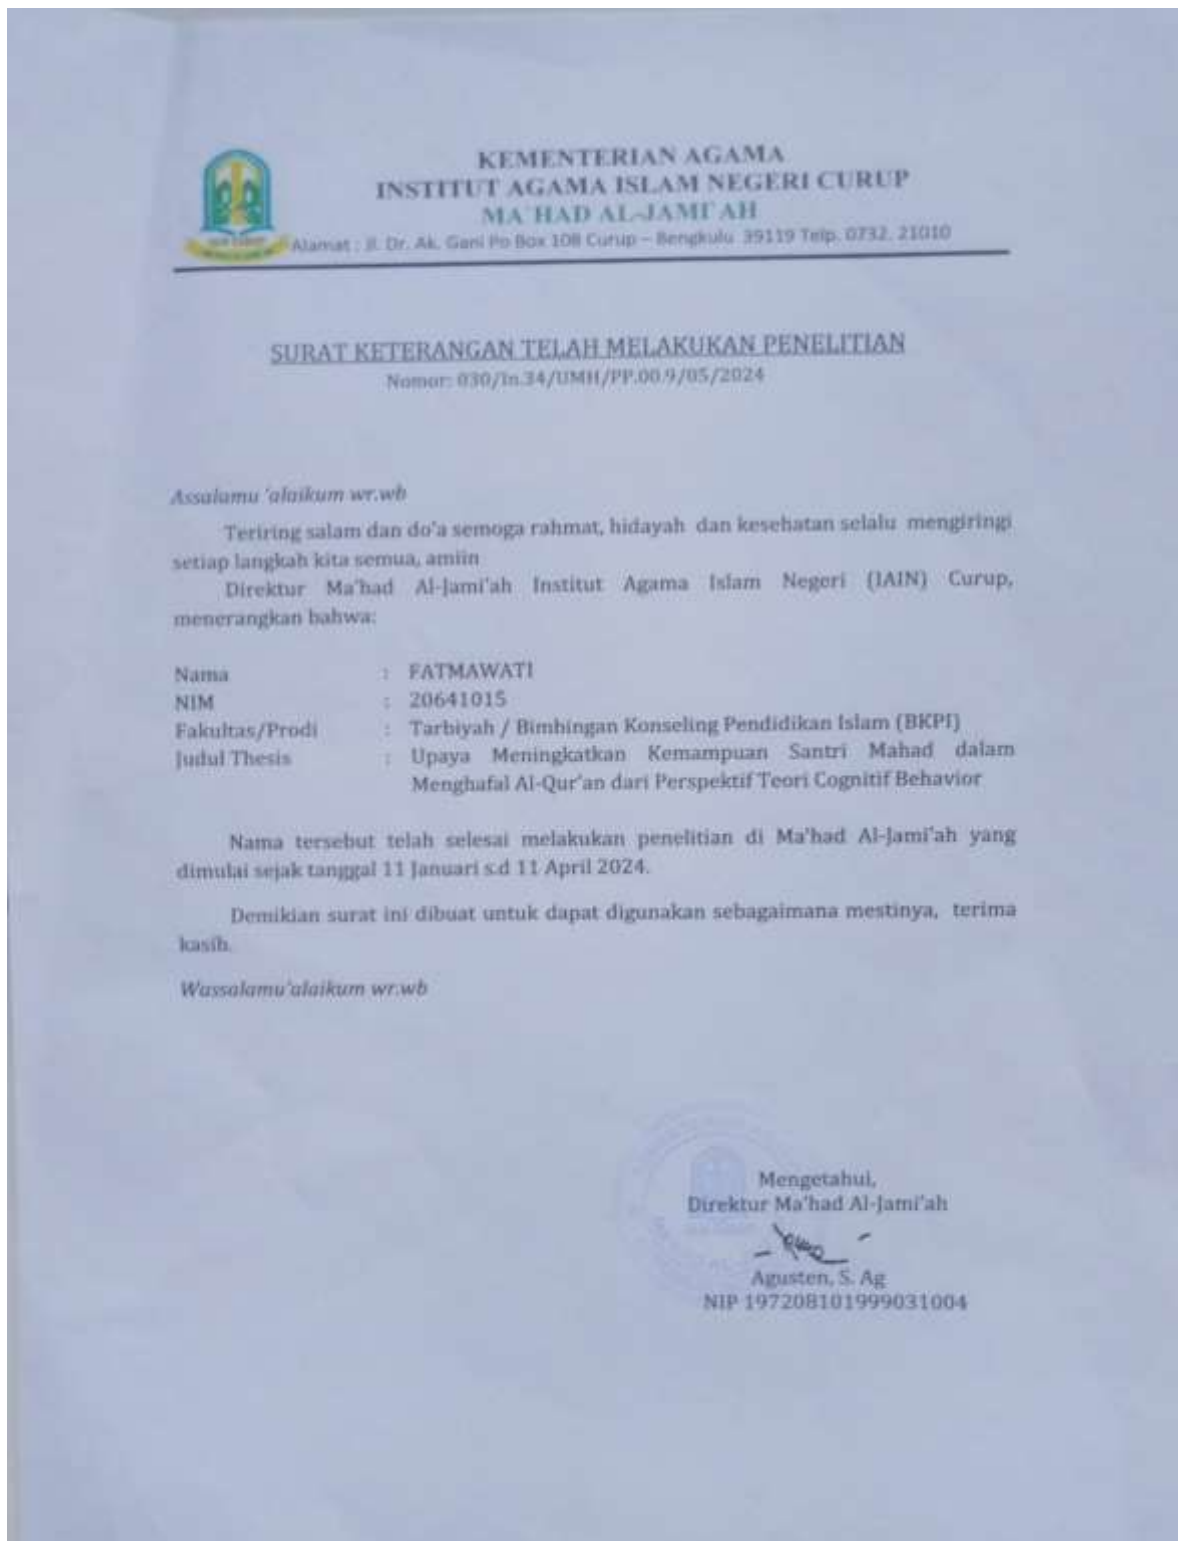 KEMENTERIAN AGAMA
INSTITUT AGAMA ISLAM NEGERI CURUP
MA'HAD AL-JAMI'AH
Alamat : Jl. Dr. Ak. Gani Po Box 108 Curup – Bengkulu 39119 Telp. 0732. 21010
SURAT KETERANGAN TELAH MELAKUKAN PENELITIAN
Nomor: 030/In.34/UMH/PP.00.9/05/2024
Assalamu 'alaikum wr.wb
Teriring salam dan do'a semoga rahmat, hidayah dan kesehatan selalu mengiringi
setiap langkah kita semua, amiin
Direktur Ma'had Al-Jami'ah Institut Agama Islam Negeri (IAIN) Curup,
menerangkan bahwa:
Nama : FATMAWATI
NIM : 20641015
Fakultas/Prodi : Tarbiyah / Bimbingan Konseling Pendidikan Islam (BKPI)
Judul Thesis : Upaya Meningkatkan Kemampuan Santri Mahad dalam
Menghafal Al-Qur'an dari Perspektif Teori Cognitif Behavior
Nama tersebut telah selesai melakukan penelitian di Ma'had Al-Jami'ah yang
dimulai sejak tanggal 11 Januari s.d 11 April 2024.
Demikian surat ini dibuat untuk dapat digunakan sebagaimana mestinya, terima
kasih.
Wassalamu'alaikum wr.wb
Mengetahui,
Direktur Ma'had Al-Jami'ah
Agusten, S. Ag
NIP 197208101999031004